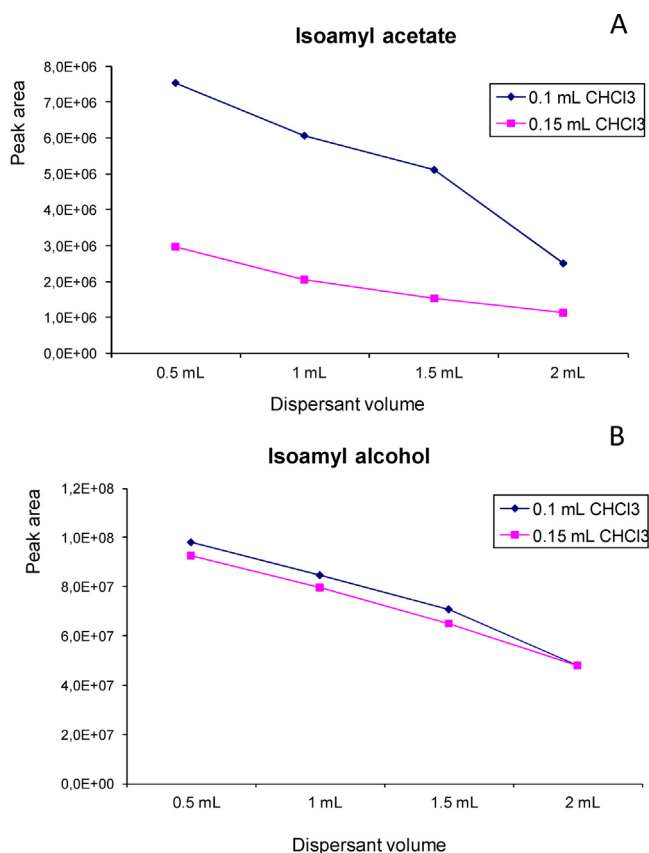 A
Isoamyl acetate
8,0E+06
7,0E+06
6,0E+06
5,0E+06
4,0E+06
3,0E+06
2,0E+06
1,0E+06
0,0E+00
Peak area
0.1 mL CHCl3
0.15 mL CHCl3
0.5 mL 1 mL 1.5 mL 2 mL
Dispersant volume
B
Isoamyl alcohol
1,2E+08
1,0E+08
8,0E+07
6,0E+07
4,0E+07
2,0E+07
0,0E+00
Peak area
0.1 mL CHCl3
0.15 mL CHCl3
0.5 mL 1 mL 1.5 mL 2 mL
Dispersant volume